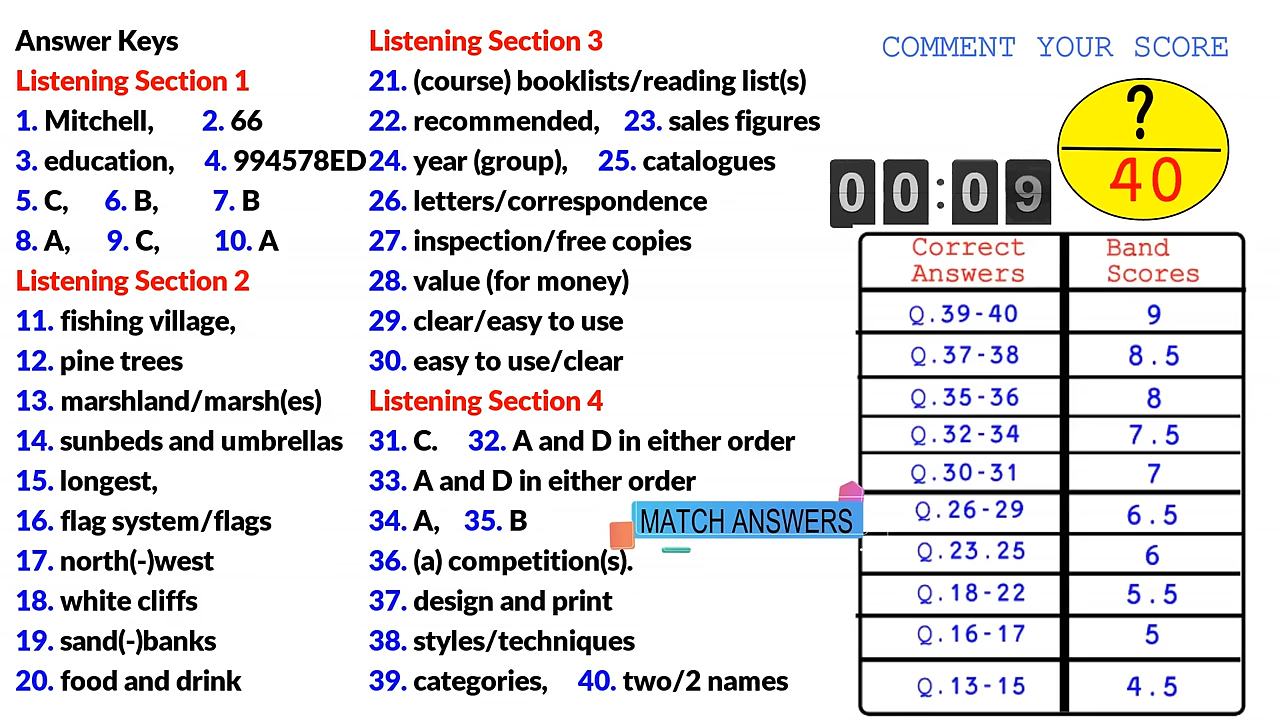 Answer Keys
Listening Section 1
1. Mitchell, 2. 66
3. education, 4. 994578ED
5. C, 6. B, 7. B
8. A, 9. C, 10. A
Listening Section 2
11. fishing village,
12. pine trees
13. marshland/marsh(es)
14. sunbeds and umbrellas
15. longest,
16. flag system/flags
17. north(-)west
18. white cliffs
19. sand(-)banks
20. food and drink
Listening Section 3
21. (course) booklists/reading list(s)
22. recommended, 23. sales figures
24. year (group), 25. catalogues
26. letters/correspondence
27. inspection/free copies
28. value (for money)
29. clear/easy to use
30. easy to use/clear
Listening Section 4
31. C. 32. A and D in either order
33. A and D in either order
34. A, 35. B
36. (a) competition(s).
37. design and print
38. styles/techniques
39. categories, 40. two/2 names
MATCH ANSWERS
COMMENT YOUR SCORE
?
40
00:09
Correct Answers Band Scores
Q.39-40 9
Q.37-38 8.5
Q.35-36 8
Q.32-34 7.5
Q.30-31 7
Q.26-29 6.5
Q.23.25 6
Q.18-22 5.5
Q.16-17 5
Q.13-15 4.5